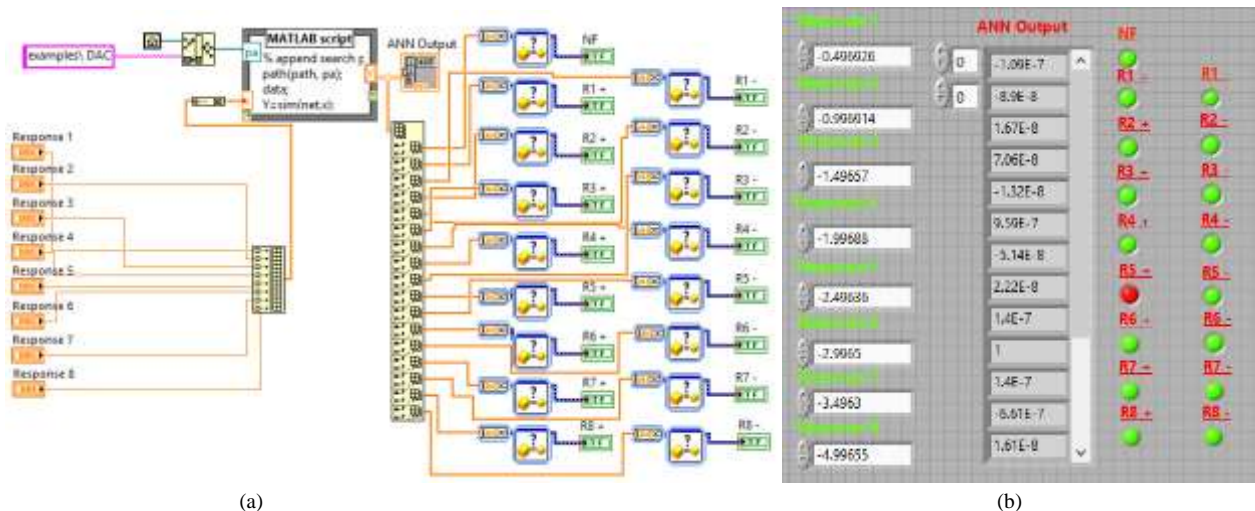 MATLAB script
ANN Output
NF
examples\ DAC
pa
% append search p
path(path, pa);
data;
Y=sim(net,x);
Response 1
Response 2
Response 3
Response 4
Response 5
Response 6
Response 7
Response 8
R1 +
R2 +
R3 +
R4 +
R5 +
R6 +
R7 +
R8 +
R1 -
R2 -
R3 -
R4 -
R5 -
R6 -
R7 -
R8 -
(a)
ANN Output
NF
-0.496926
-0.996914
-1.49657
-1.99688
-2.49636
-2.9965
-3.4963
-4.99655
0
0
-1.09E-7
-8.9E-8
1.67E-8
7.06E-8
-1.32E-8
9.59E-7
-5.14E-8
2.22E-8
1.4E-7
1
1.4E-7
-6.61E-7
1.61E-8
R1 -
R1 -
R2 +
R2 -
R3 +
R3 -
R4 +
R4 -
R5 +
R5 -
R6 +
R6 -
R7 +
R7 -
R8 +
R8 -
(b)